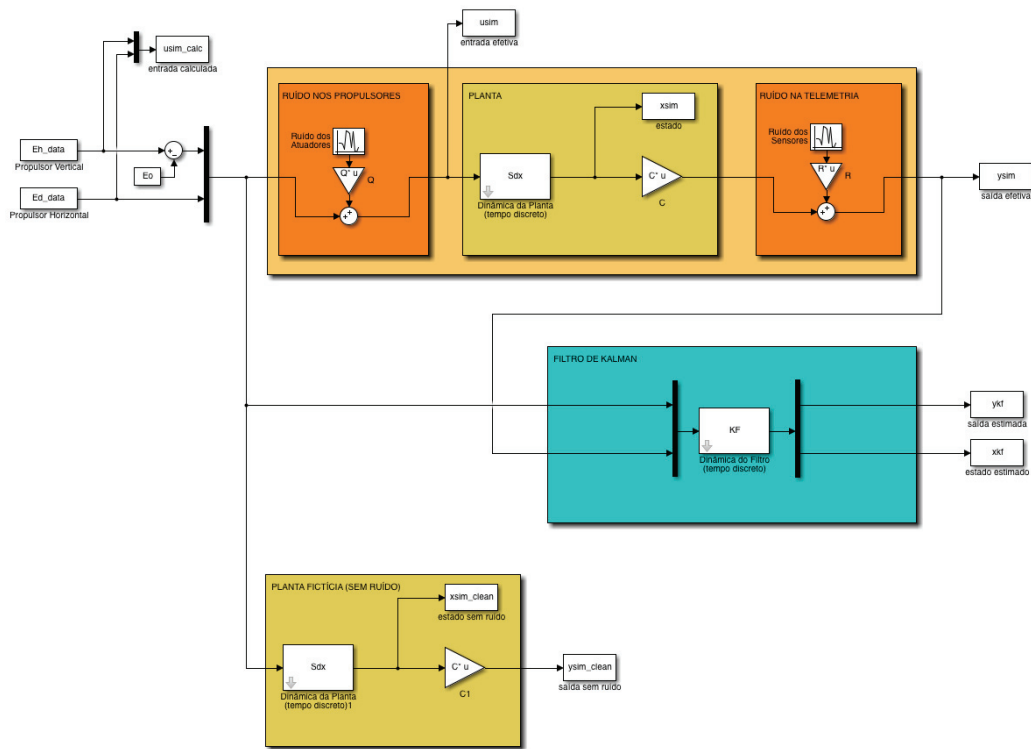 usim
entrada efetiva
usim_calc
entrada calculada
RUÍDO NOS PROPULSORES
PLANTA
RUÍDO NA TELEMETRIA
xsim
estado
Ruído dos
Atuadores
Ruído dos
Sensores
Eh_data
Propulsor Vertical
Eo
Q* u
Q
Sdx
Dinâmica da Planta
(tempo discreto)
C* u
C
R* u
R
ysim
saída efetiva
Ed_data
Propulsor Horizontal
FILTRO DE KALMAN
KF
Dinâmica do Filtro
(tempo discreto)
ykf
saída estimada
xkf
estado estimado
PLANTA FICTÍCIA (SEM RUÍDO)
xsim_clean
estado sem ruído
Sdx
Dinâmica da Planta
(tempo discreto)1
C* u
C1
ysim_clean
saída sem ruído